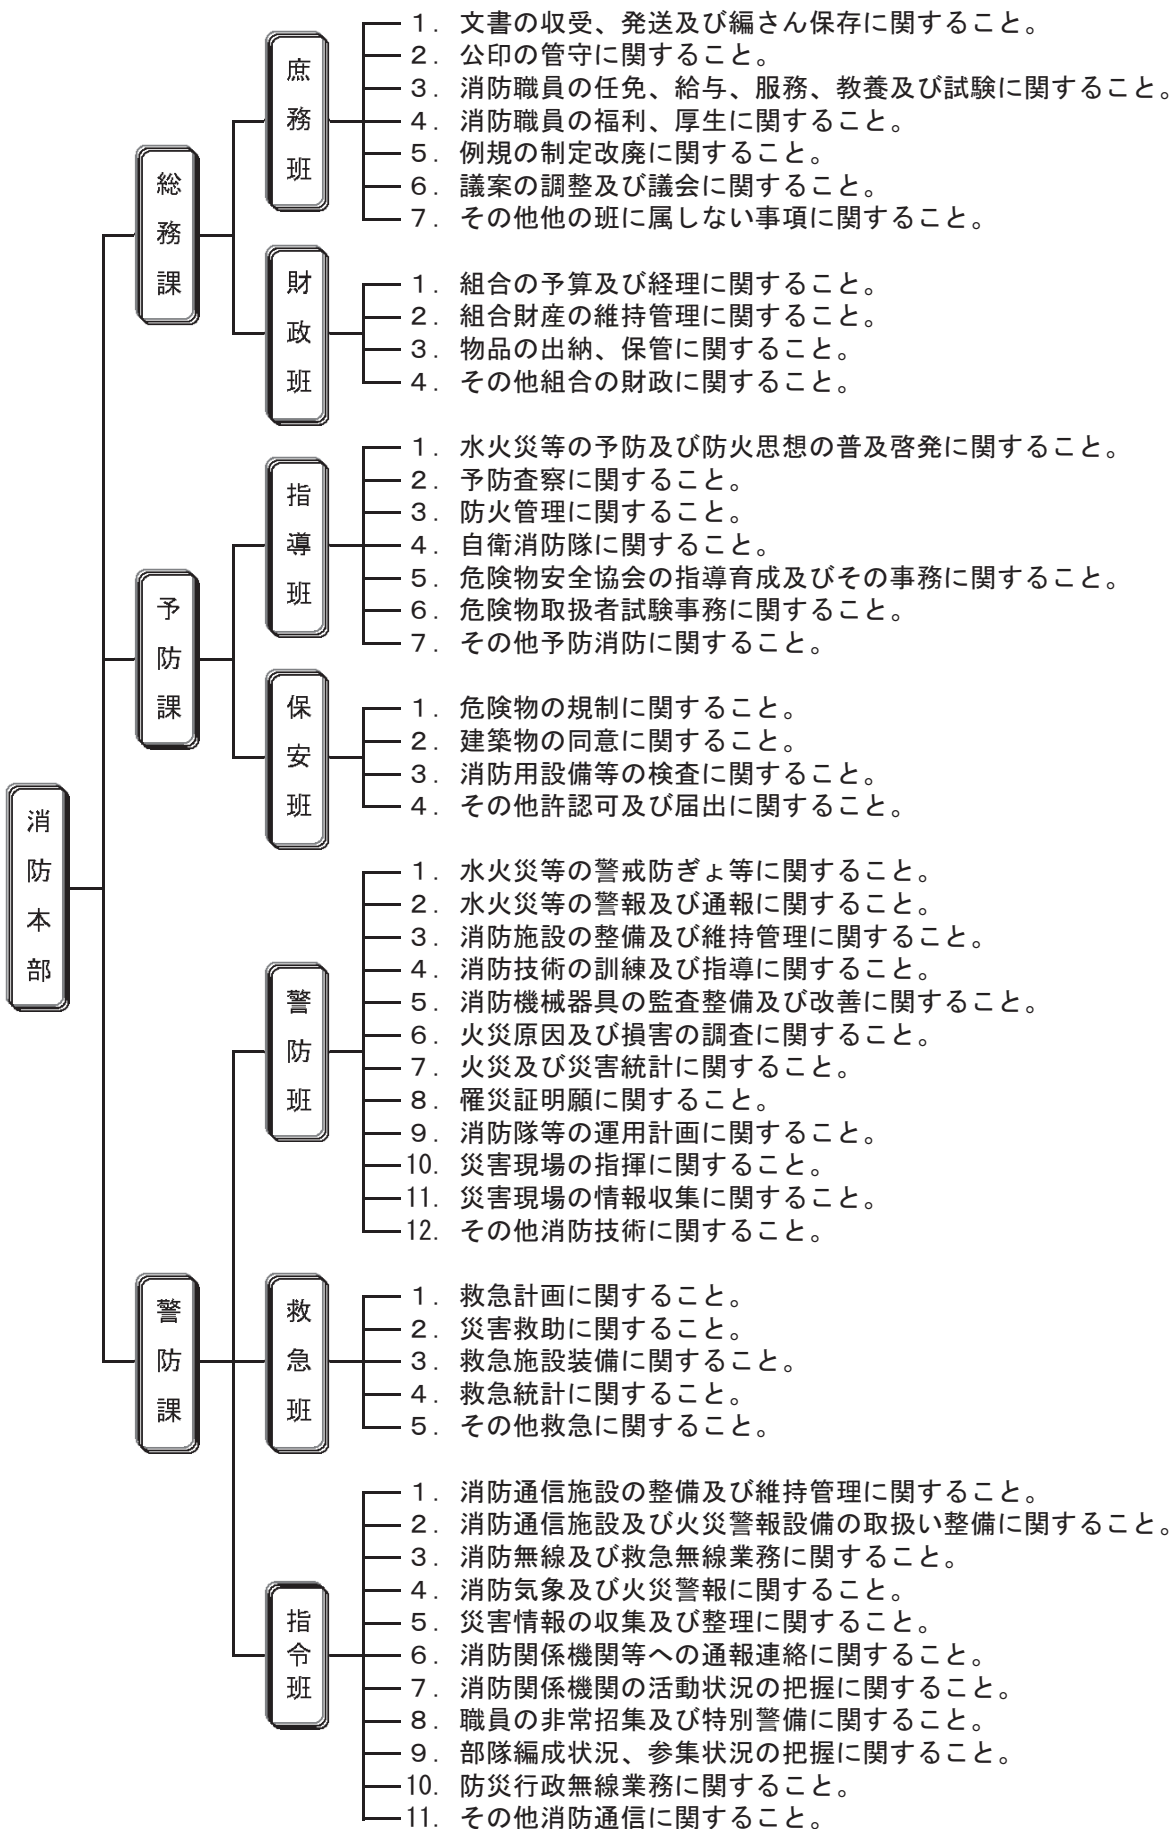 消防本部
総務課
庶務班
1. 文書の収受、発送及び編さん保存に関すること。
2. 公印の管守に関すること。
3. 消防職員の任免、給与、服務、教養及び試験に関すること。
4. 消防職員の福利、厚生に関すること。
5. 例規の制定改廃に関すること。
6. 議案の調整及び議会に関すること。
7. その他他の班に属しない事項に関すること。
財政班
1. 組合の予算及び経理に関すること。
2. 組合財産の維持管理に関すること。
3. 物品の出納、保管に関すること。
4. その他組合の財政に関すること。
予防課
指導班
1. 水火災等の予防及び防火思想の普及啓発に関すること。
2. 予防査察に関すること。
3. 防火管理に関すること。
4. 自衛消防隊に関すること。
5. 危険物安全協会の指導育成及びその事務に関すること。
6. 危険物取扱者試験事務に関すること。
7. その他予防消防に関すること。
保安班
1. 危険物の規制に関すること。
2. 建築物の同意に関すること。
3. 消防用設備等の検査に関すること。
4. その他許認可及び届出に関すること。
警防課
警防班
1. 水火災等の警戒防ぎょ等に関すること。
2. 水火災等の警報及び通報に関すること。
3. 消防施設の整備及び維持管理に関すること。
4. 消防技術の訓練及び指導に関すること。
5. 消防機械器具の監査整備及び改善に関すること。
6. 火災原因及び損害の調査に関すること。
7. 火災及び災害統計に関すること。
8. 罹災証明願に関すること。
9. 消防隊等の運用計画に関すること。
10. 災害現場の指揮に関すること。
11. 災害現場の情報収集に関すること。
12. その他消防技術に関すること。
救急班
1. 救急計画に関すること。
2. 災害救助に関すること。
3. 救急施設装備に関すること。
4. 救急統計に関すること。
5. その他救急に関すること。
指令班
1. 消防通信施設の整備及び維持管理に関すること。
2. 消防通信施設及び火災警報設備の取扱い整備に関すること。
3. 消防無線及び救急無線業務に関すること。
4. 消防気象及び火災警報に関すること。
5. 災害情報の収集及び整理に関すること。
6. 消防関係機関等への通報連絡に関すること。
7. 消防関係機関の活動状況の把握に関すること。
8. 職員の非常招集及び特別警備に関すること。
9. 部隊編成状況、参集状況の把握に関すること。
10. 防災行政無線業務に関すること。
11. その他消防通信に関すること。